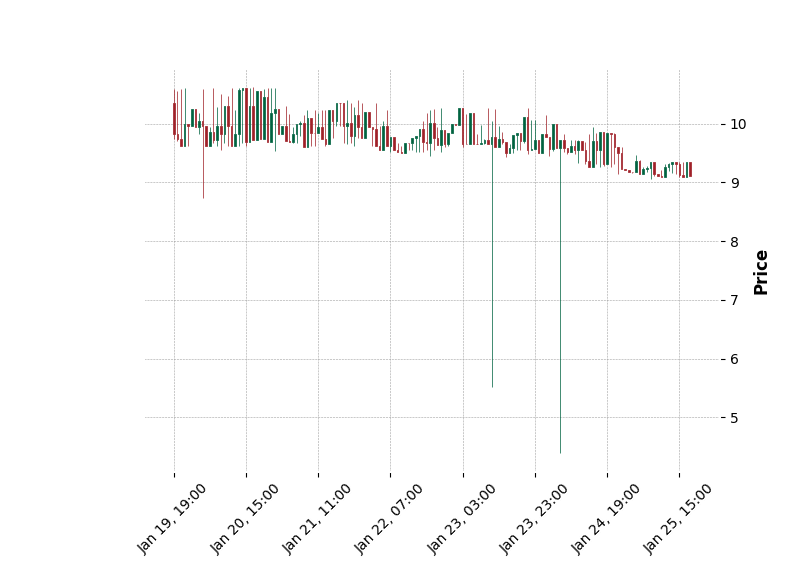 10
9
8
7
6
5
Price
Jan 19, 19:00
Jan 20, 15:00
Jan 21, 11:00
Jan 22, 07:00
Jan 23, 03:00
Jan 23, 23:00
Jan 24, 19:00
Jan 25, 15:00